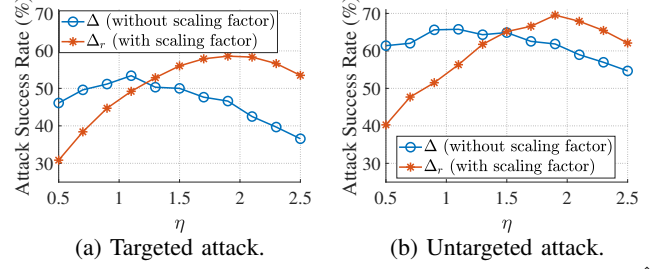 Attack Success Rate (%)
70
60
50
40
30
Δ (without scaling factor)
Δr (with scaling factor)
0.5 1 1.5 2 2.5
η
(a) Targeted attack.
Attack Success Rate (%)
70
60
50
40
30
Δ (without scaling factor)
Δr (with scaling factor)
0.5 1 1.5 2 2.5
η
(b) Untargeted attack.